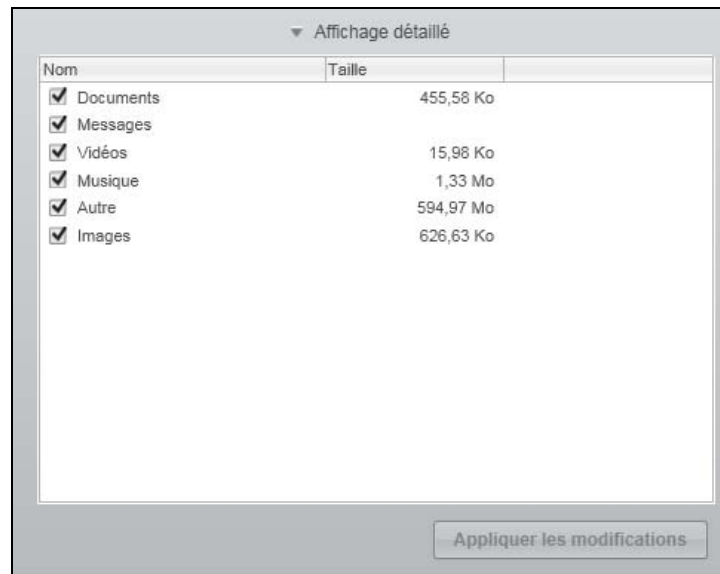 Affichage détaillé
Nom Taille
Documents 455,58 Ko
Messages
Vidéos 15,98 Ko
Musique 1,33 Mo
Autre 594,97 Mo
Images 626,63 Ko
Appliquer les modifications